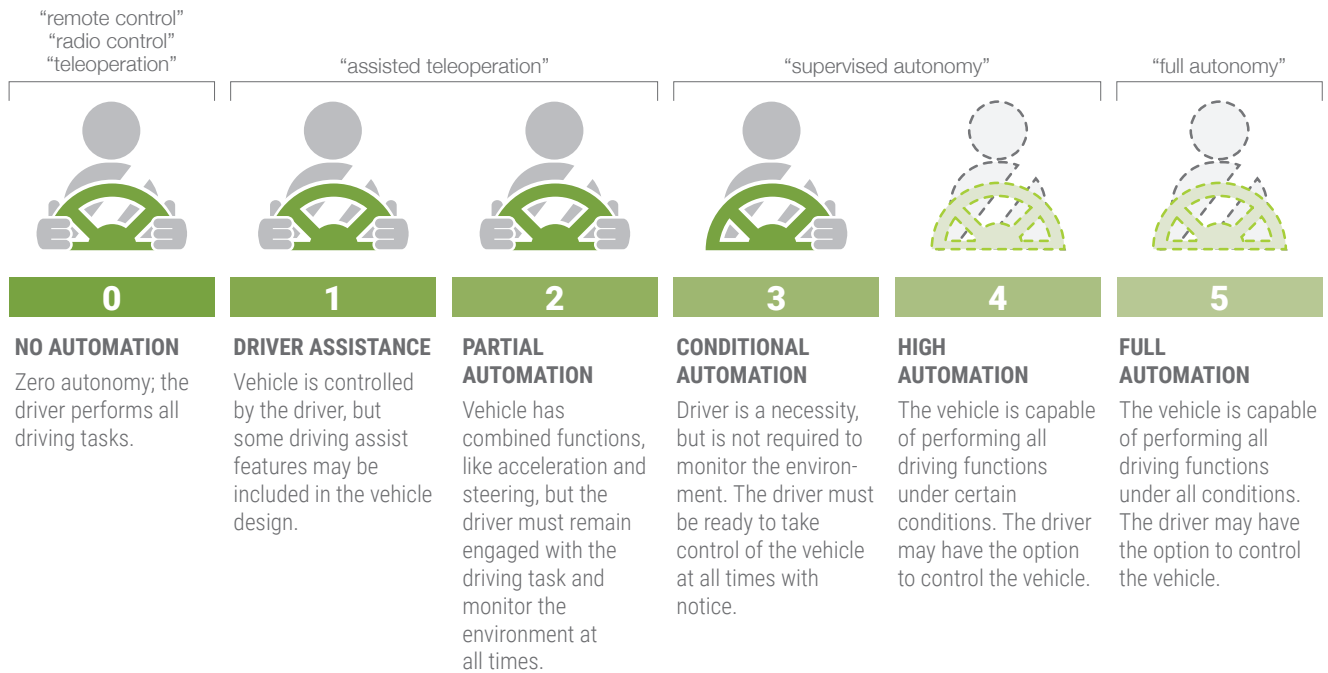 “remote control”
“radio control”
“teleoperation”
“assisted teleoperation”
“supervised autonomy”
“full autonomy”
0
NO AUTOMATION
Zero autonomy; the
driver performs all
driving tasks.
1
DRIVER ASSISTANCE
Vehicle is controlled
by the driver, but
some driving assist
features may be
included in the vehicle
design.
2
PARTIAL
AUTOMATION
Vehicle has
combined functions,
like acceleration and
steering, but the
driver must remain
engaged with the
driving task and
monitor the
environment at
all times.
3
CONDITIONAL
AUTOMATION
Driver is a necessity,
but is not required to
monitor the environ-
ment. The driver must
be ready to take
control of the vehicle
at all times with
notice.
4
HIGH
AUTOMATION
The vehicle is capable
of performing all
driving functions
under certain
conditions. The driver
may have the option
to control the vehicle.
5
FULL
AUTOMATION
The vehicle is capable
of performing all
driving functions
under all conditions.
The driver may have
the option to control
the vehicle.